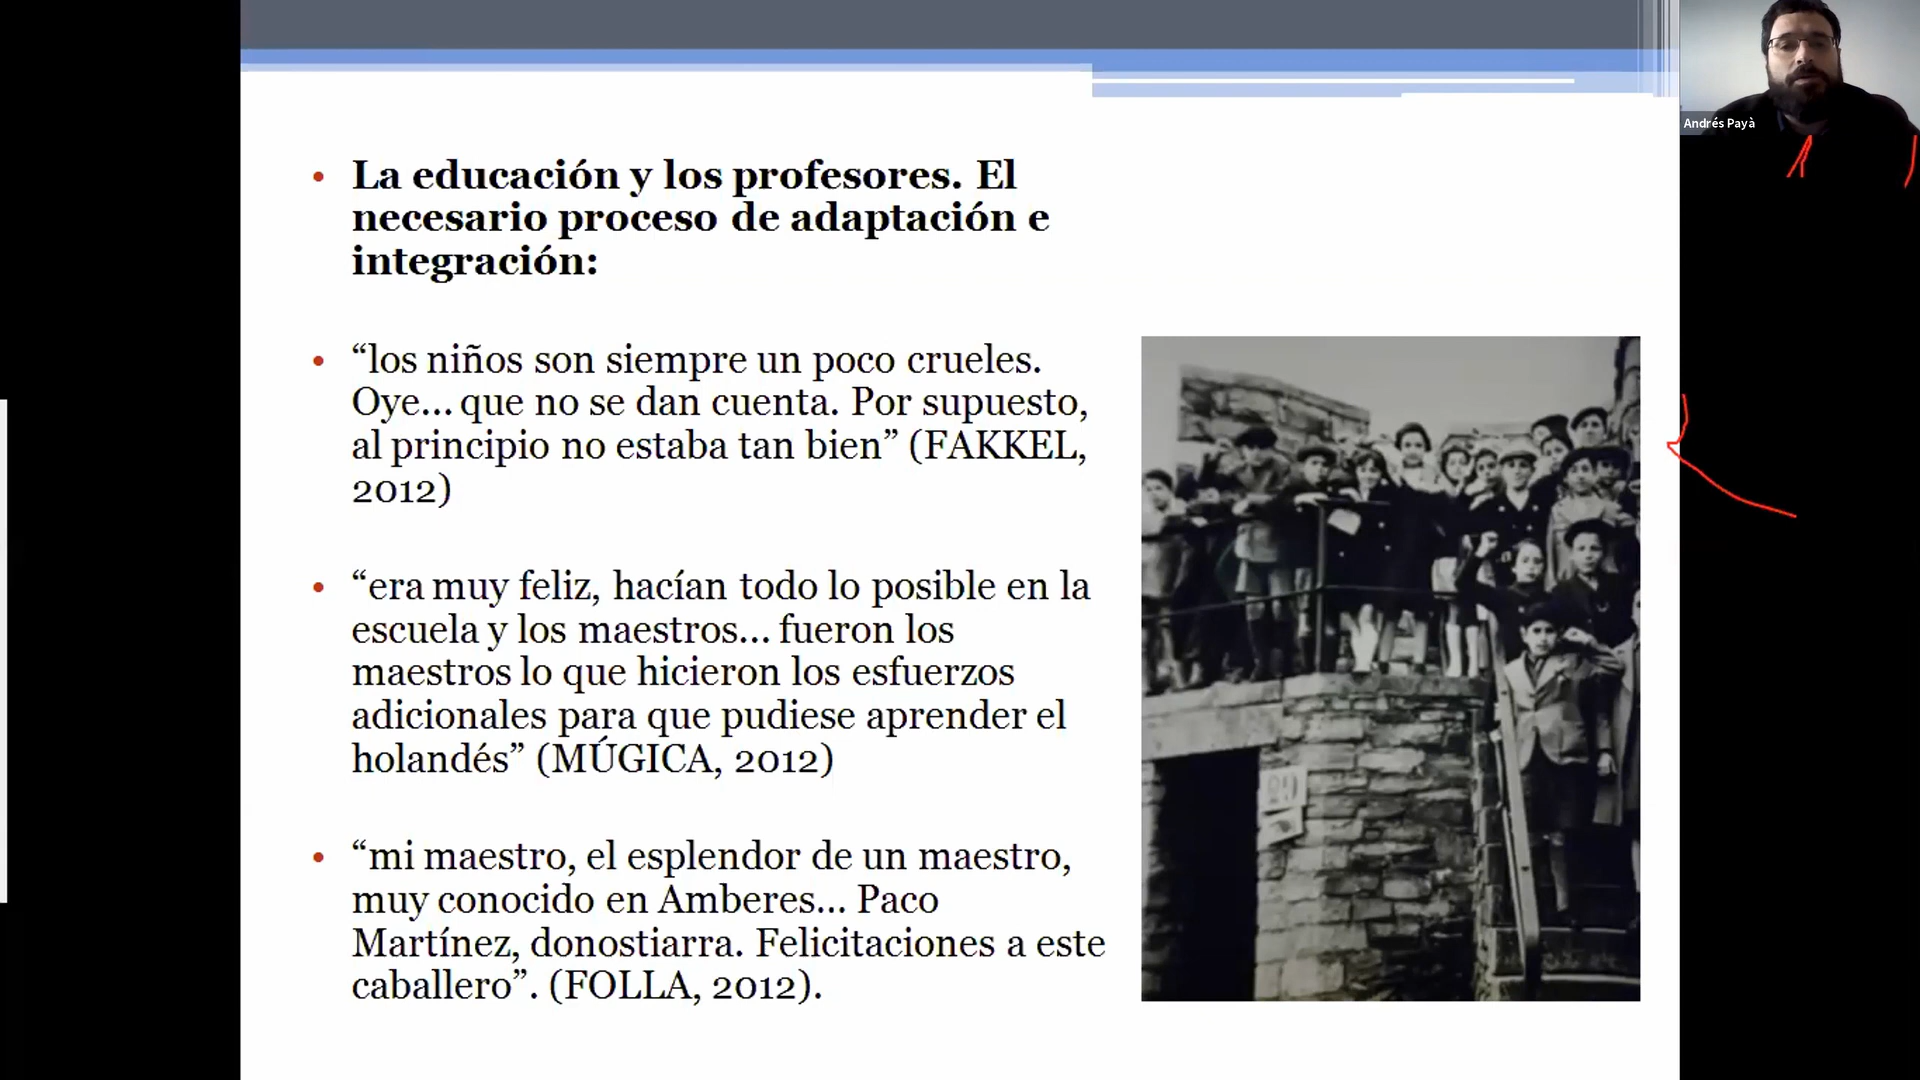 Andrés Payà
• La educación y los profesores. El
necesario proceso de adaptación e
integración:
• “los niños son siempre un poco crueles.
Oye… que no se dan cuenta. Por supuesto,
al principio no estaba tan bien” (FAKKEL,
2012)
• “era muy feliz, hacían todo lo posible en la
escuela y los maestros… fueron los
maestros lo que hicieron los esfuerzos
adicionales para que pudiese aprender el
holandés” (MÚGICA, 2012)
• “mi maestro, el esplendor de un maestro,
muy conocido en Amberes… Paco
Martínez, donostiarra. Felicitaciones a este
caballero”. (FOLLA, 2012).